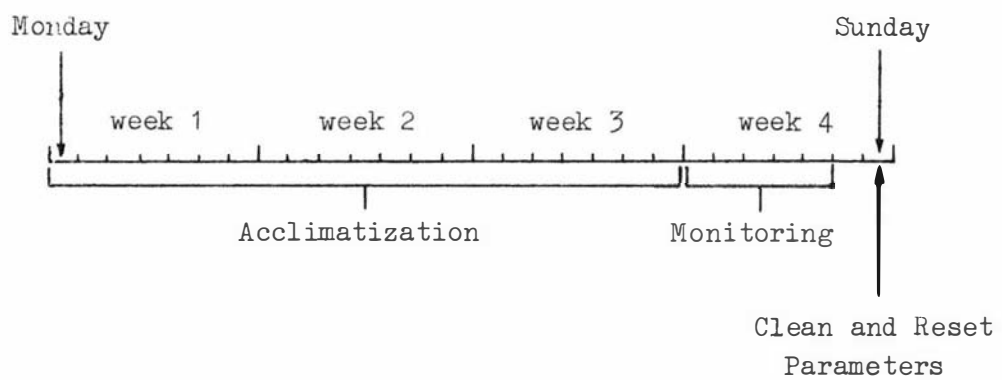 Monday
Sunday
week 1
week 2
week 3
week 4
Acclimatization
Monitoring
Clean and Reset
Parameters